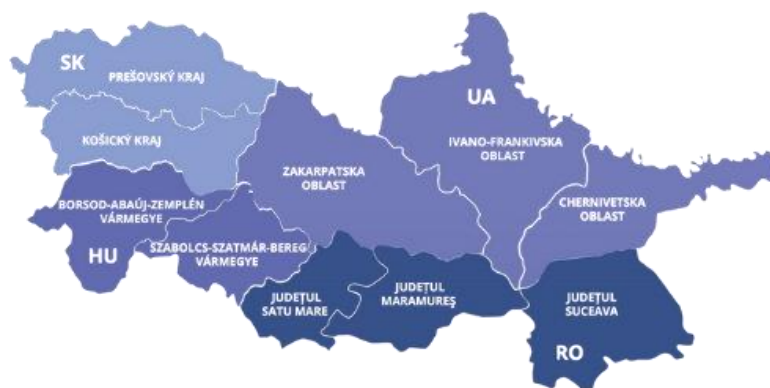 SK
PREŠOVSKÝ KRAJ
KOŠICKÝ KRAJ
UA
IVANO-FRANKIVSKA
OBLAST
ZAKARPATSKA
OBLAST
CHERNIVETSKA
OBLAST
BORSOD-ABAÚJ-ZEMPLÉN
VÁRMEGYE
HU
SZABOLCS-SZATMÁR-BEREG
VÁRMEGYE
JUDEȚUL
SATU MARE
JUDEȚUL
MARAMUREȘ
JUDEȚUL
SUCEAVA
RO